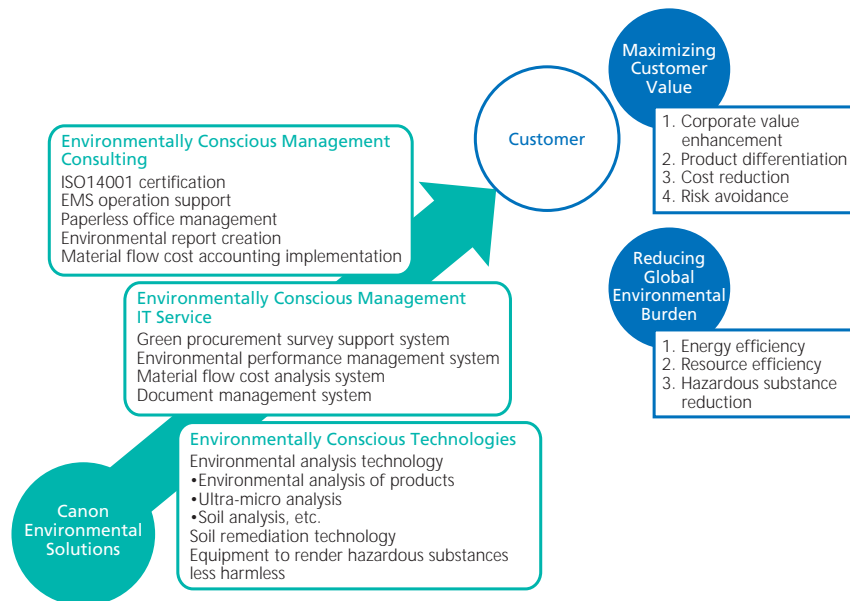 Maximizing
Customer
Value
1. Corporate value
enhancement
2. Product differentiation
3. Cost reduction
4. Risk avoidance
Customer
Environmentally Conscious Management
Consulting
ISO14001 certification
EMS operation support
Paperless office management
Environmental report creation
Material flow cost accounting implementation
Reducing
Global
Environmental
Burden
1. Energy efficiency
2. Resource efficiency
3. Hazardous substance
reduction
Environmentally Conscious Management
IT Service
Green procurement survey support system
Environmental performance management system
Material flow cost analysis system
Document management system
Environmentally Conscious Technologies
Environmental analysis technology
•Environmental analysis of products
•Ultra-micro analysis
•Soil analysis, etc.
Soil remediation technology
Equipment to render hazardous substances
less harmless
Canon
Environmental
Solutions